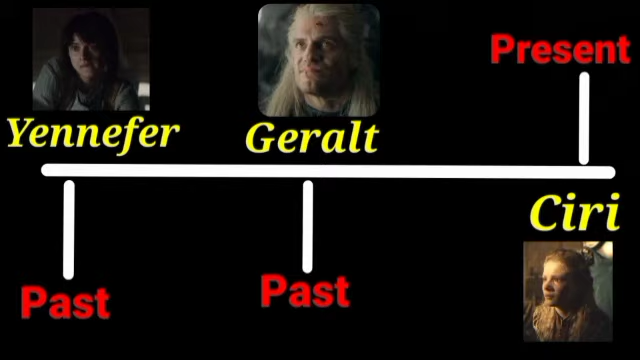 Present
Yennefer
Geralt
Ciri
Past
Past